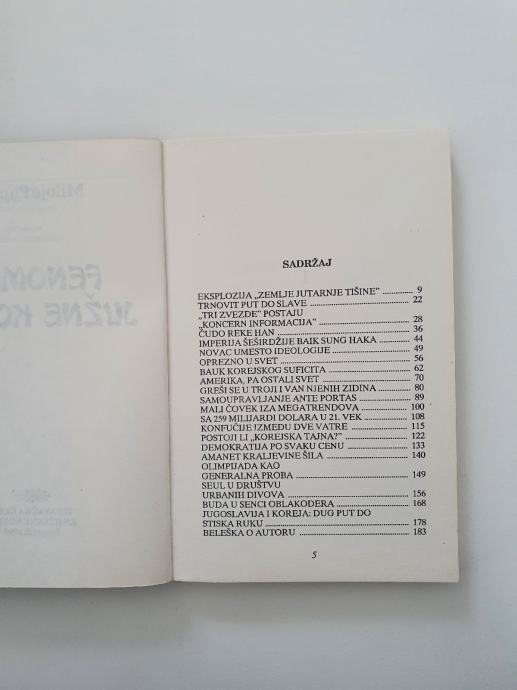 FENOM
JUŽNE KO
SADRŽAJ
EKSPLOZIJA „ZEMLJE JUTARNJE TIŠINE” .............. 9
TRNOVIT PUT DO SLAVE .............. 22
„TRI ZVEZDE” POSTAJU
„KONCERN INFORMACIJA” .............. 28
ČUDO REKE HAN .............. 36
IMPERIJA ŠEŠIRDŽIJE BAIK SUNG HAKA .............. 44
NOVAC UMESTO IDEOLOGIJE .............. 49
OPREZNO U SVET .............. 56
BAUK KOREJSKOG SUFICITA .............. 62
AMERIKA, PA OSTALI SVET .............. 70
GREŠI SE U TROJI I VAN NJENIH ZIDINA .............. 80
SAMOUPRAVLJANJE ANTE PORTAS .............. 89
MALI ČOVEK IZA MEGATRENDOVA .............. 100
SA 259 MILIJARDI DOLARA U 21. VEK .............. 108
KONFUČIJE IZMEĐU DVE VATRE .............. 115
POSTOJI LI „KOREJSKA TAJNA?” .............. 122
DEMOKRATIJA PO SVAKU CENU .............. 133
AMANET KRALJEVINE ŠILA .............. 140
OLIMPIJADA KAO
GENERALNA PROBA .............. 149
SEUL U DRUŠTVU
URBANIH DIVOVA .............. 156
BUDA U SENCI OBLAKODERA .............. 168
JUGOSLAVIJA I KOREJA: DUG PUT DO
STISKA RUKU .............. 178
BELEŠKA O AUTORU .............. 183
5